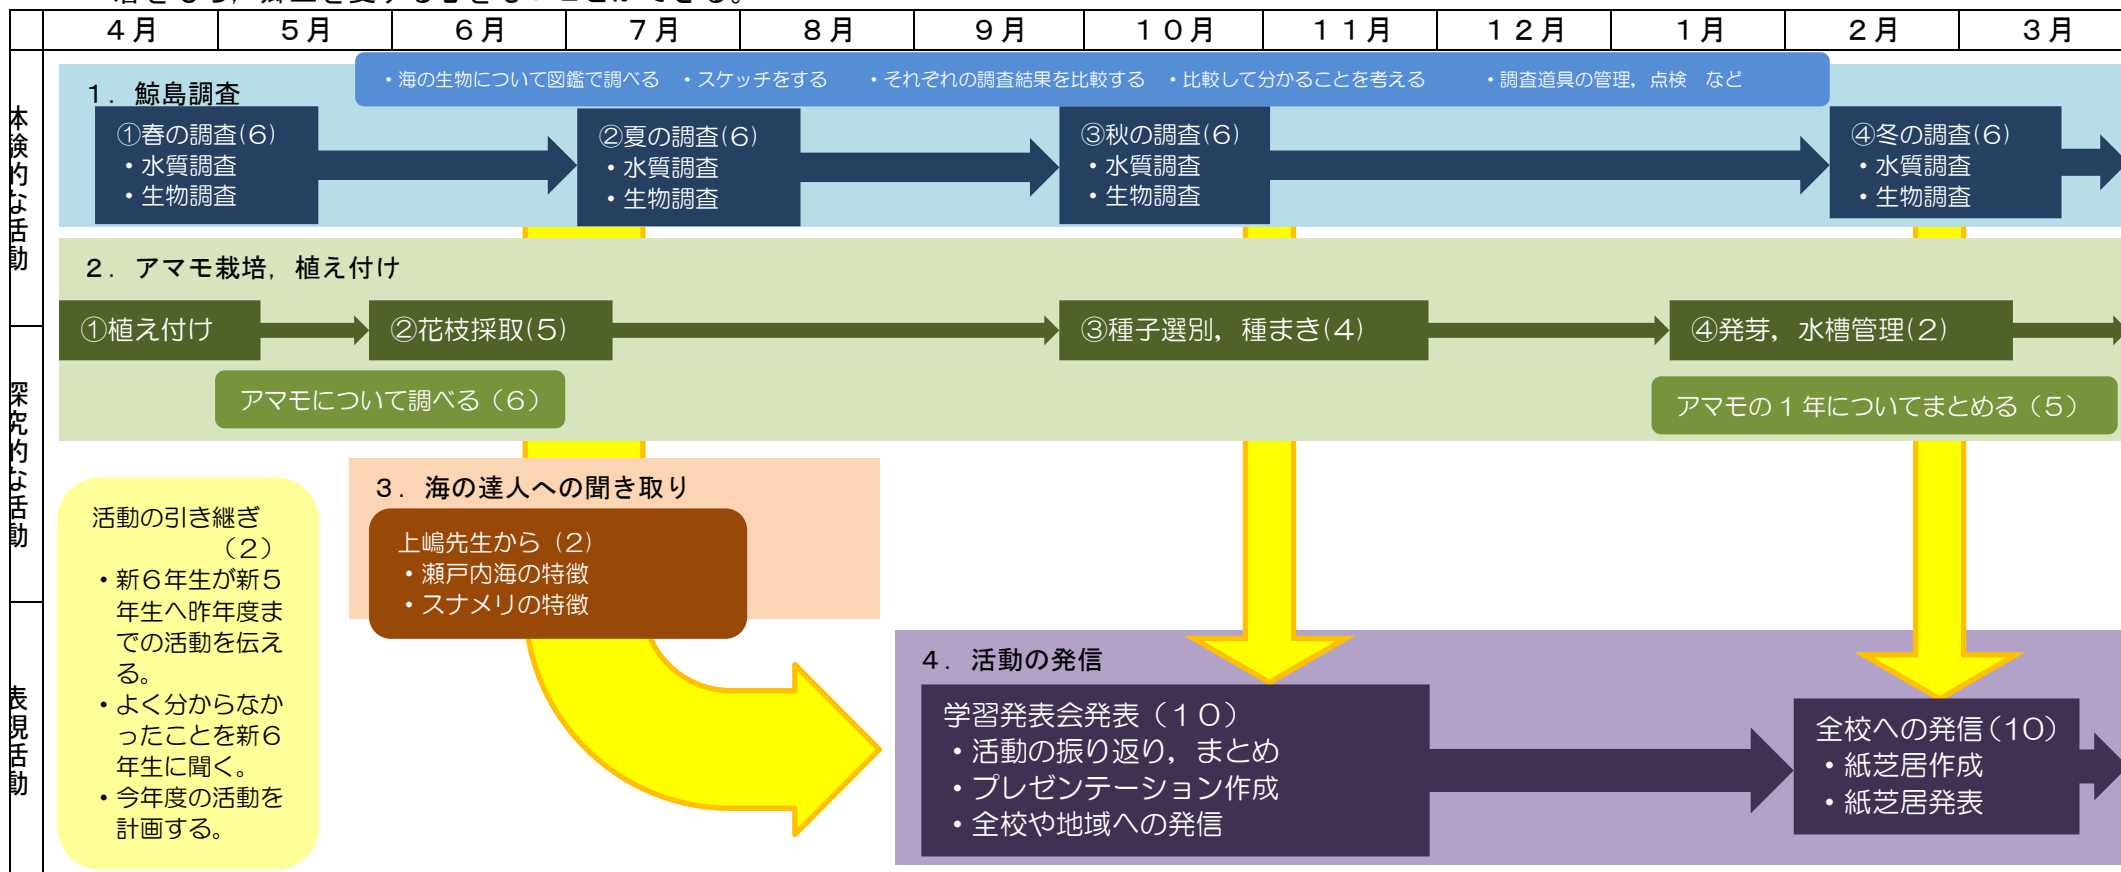 ４月 ５月 ６月 ７月 ８月 ９月 １０月 １１月 １２月 １月 ２月 ３月
体験的な活動
探究的な活動
表現活動
・海の生物について図鑑で調べる ・スケッチをする ・それぞれの調査結果を比較する ・比較して分かることを考える ・調査道具の管理，点検 など
１．鯨島調査
①春の調査(６)
・水質調査
・生物調査
②夏の調査(６)
・水質調査
・生物調査
③秋の調査(６)
・水質調査
・生物調査
④冬の調査(６)
・水質調査
・生物調査
２．アマモ栽培，植え付け
①植え付け
②花枝採取(５)
③種子選別，種まき(４)
④発芽，水槽管理(２)
アマモについて調べる（６）
アマモの１年についてまとめる（５）
活動の引き継ぎ
（２）
・新６年生が新５
年生へ昨年度ま
での活動を伝え
る。
・よく分からなか
ったことを新６
年生に聞く。
・今年度の活動を
計画する。
３．海の達人への聞き取り
上嶋先生から（２）
・瀬戸内海の特徴
・スナメリの特徴
４．活動の発信
学習発表会発表（１０）
・活動の振り返り，まとめ
・プレゼンテーション作成
・全校や地域への発信
全校への発信(１０)
・紙芝居作成
・紙芝居発表